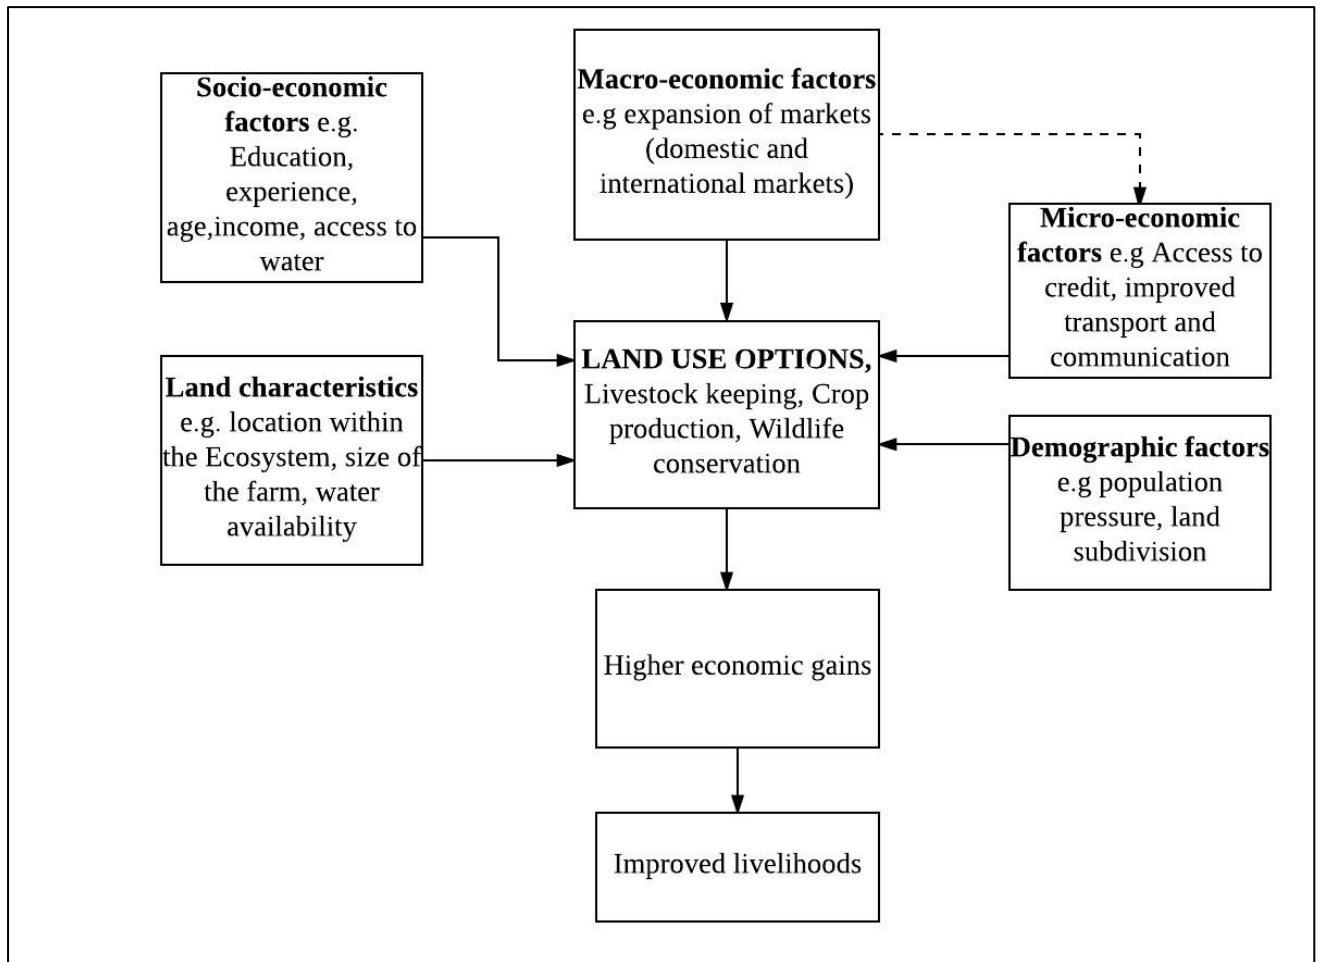 Socio-economic
factors e.g.
Education,
experience,
age,income, access to
water
Macro-economic factors
e.g expansion of markets
(domestic and
international markets)
Micro-economic
factors e.g Access to
credit, improved
transport and
communication
Land characteristics
e.g. location within
the Ecosystem, size of
the farm, water
availability
LAND USE OPTIONS,
Livestock keeping, Crop
production, Wildlife
conservation
Demographic factors
e.g population
pressure, land
subdivision
Higher economic gains
Improved livelihoods